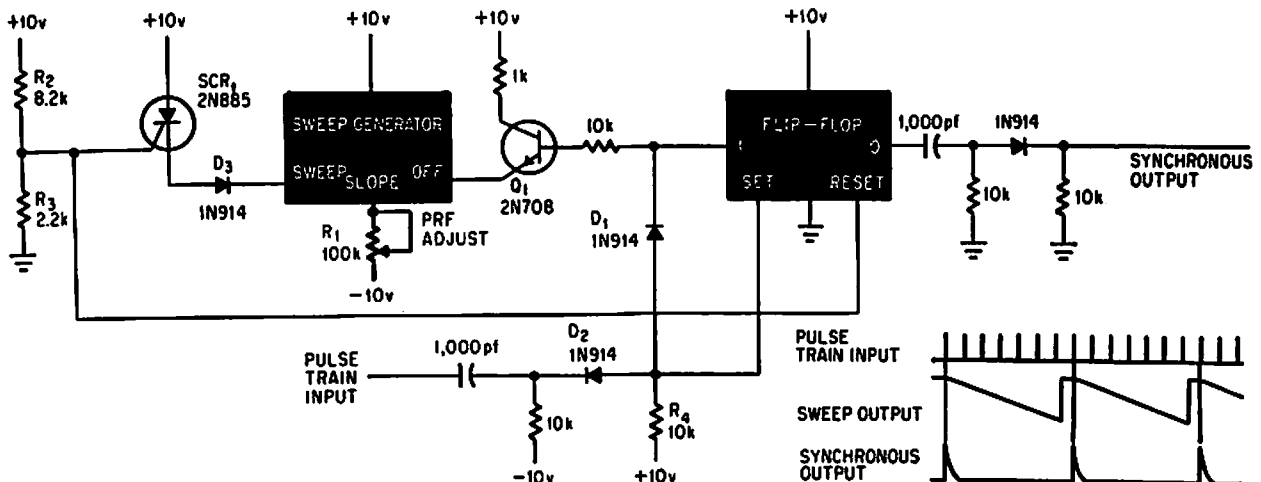 +10v
+10v
+10v
+10v
+10v
R2
8.2k
SCR1
2N885
1k
SWEEP GENERATOR
SWEEP
SLOPE
OFF
10k
FLIP-FLOP
1
0
SET
RESET
1,000pf
1N914
SYNCHRONOUS
OUTPUT
D3
1N914
Q1
2N708
R3
2.2k
R1
100k
PRF
ADJUST
-10v
D1
1N914
10k
10k
PULSE
TRAIN
INPUT
1,000pf
D2
1N914
10k
-10v
R4
10k
+10v
PULSE
TRAIN INPUT
SWEEP OUTPUT
SYNCHRONOUS
OUTPUT